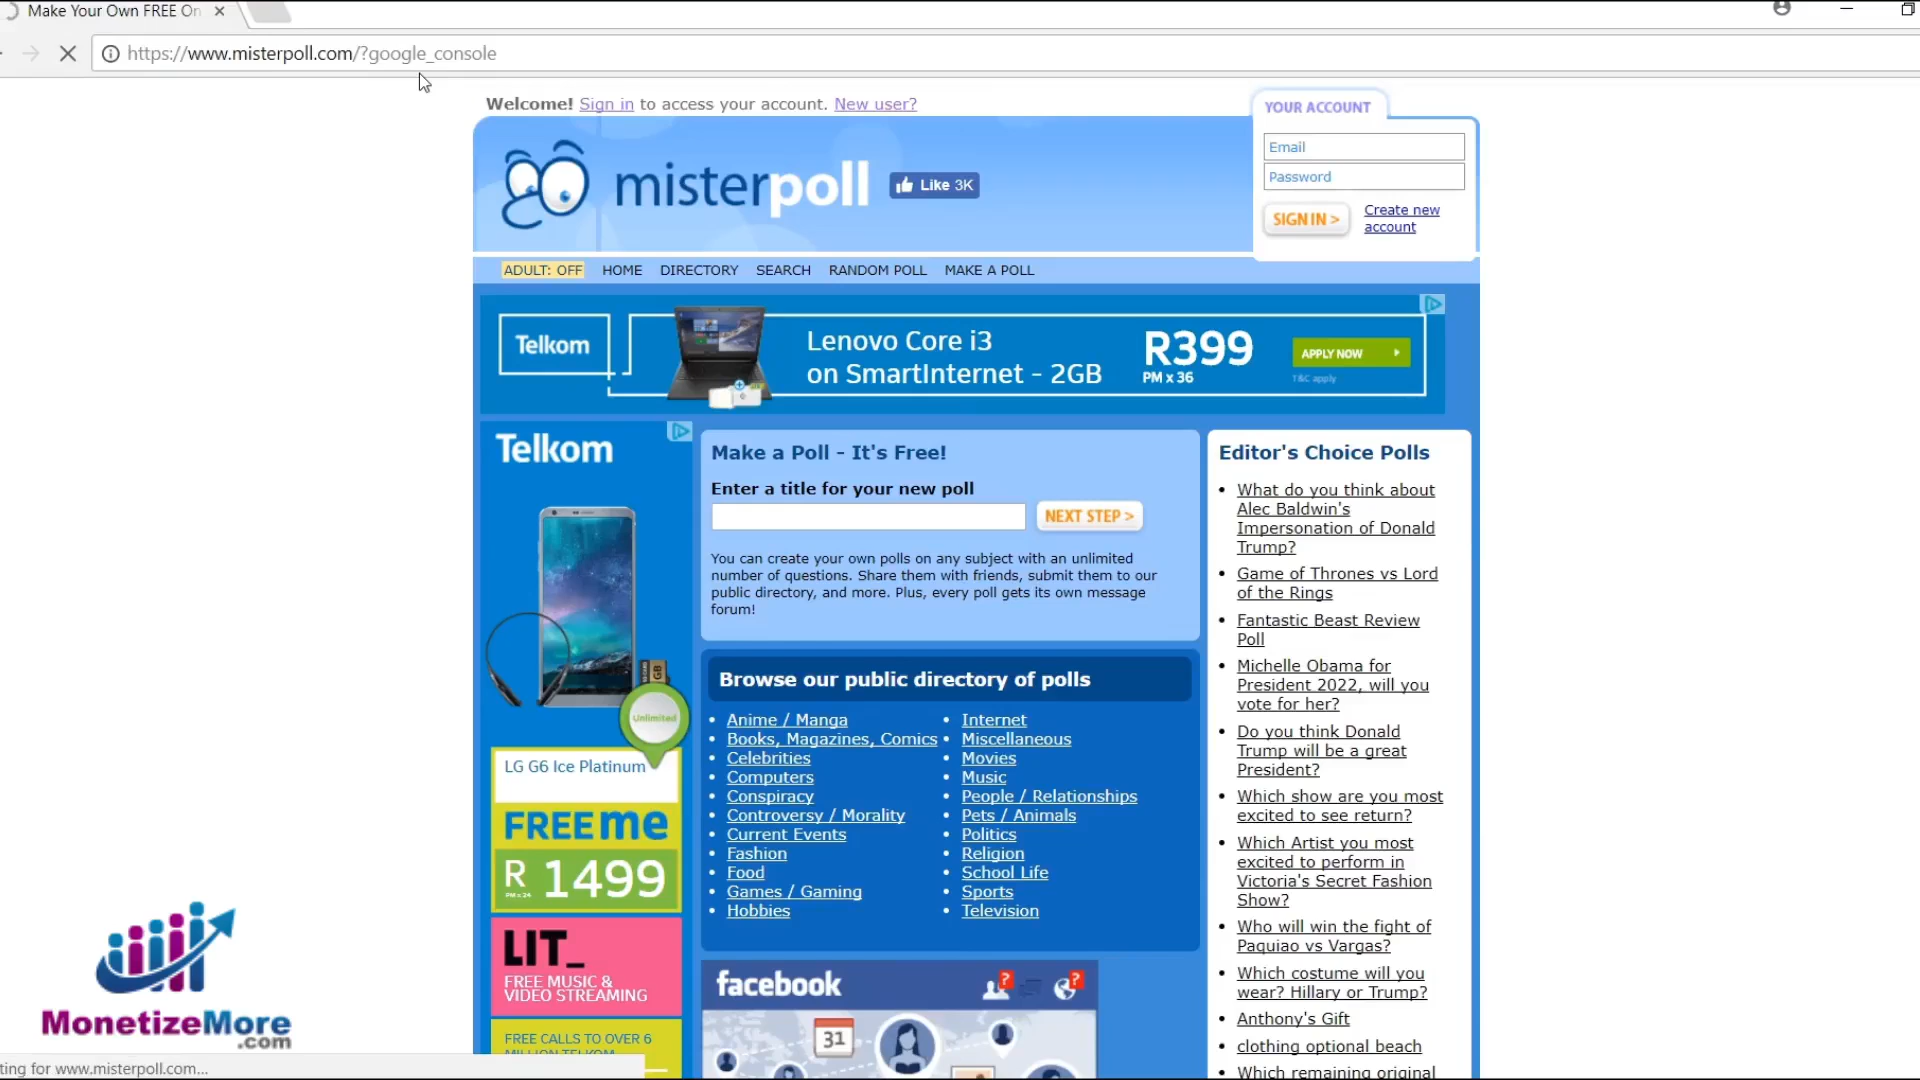 Make Your Own FREE On
https://www.misterpoll.com/?google_console
Welcome! Sign in to access your account. New user?
YOUR ACCOUNT
Email
Password
SIGN IN >
Create new
account
misterpoll
Like 3K
ADULT: OFF HOME DIRECTORY SEARCH RANDOM POLL MAKE A POLL
Telkom
Lenovo Core i3
on SmartInternet - 2GB
R399
PM x 36
APPLY NOW
T&C apply
Telkom
Unlimited
LG G6 Ice Platinum
FREEme
R 1499
PM x 24
LIT_
FREE MUSIC &
VIDEO STREAMING
FREE CALLS TO OVER 6
MILLION TELKOM
Make a Poll - It's Free!
Enter a title for your new poll
NEXT STEP >
You can create your own polls on any subject with an unlimited
number of questions. Share them with friends, submit them to our
public directory, and more. Plus, every poll gets its own message
forum!
Browse our public directory of polls
Anime / Manga
Books, Magazines, Comics
Celebrities
Computers
Conspiracy
Controversy / Morality
Current Events
Fashion
Food
Games / Gaming
Hobbies
Internet
Miscellaneous
Movies
Music
People / Relationships
Pets / Animals
Politics
Religion
School Life
Sports
Television
facebook
? ?
31
Editor's Choice Polls
What do you think about
Alec Baldwin's
Impersonation of Donald
Trump?
Game of Thrones vs Lord
of the Rings
Fantastic Beast Review
Poll
Michelle Obama for
President 2022, will you
vote for her?
Do you think Donald
Trump will be a great
President?
Which show are you most
excited to see return?
Which Artist you most
excited to perform in
Victoria's Secret Fashion
Show?
Who will win the fight of
Paquiao vs Vargas?
Which costume will you
wear? Hillary or Trump?
Anthony's Gift
clothing optional beach
Which remaining original
MonetizeMore
.com
ting for www.misterpoll.com...